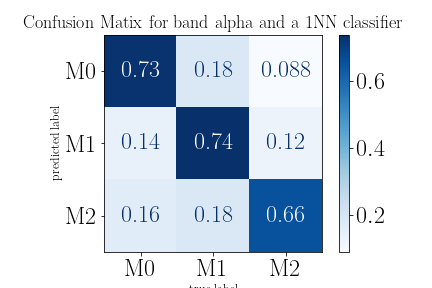 Confusion Matix for band alpha and a 1NN classifier
M0 0.73 0.18 0.088
M1 0.14 0.74 0.12
M2 0.16 0.18 0.66
M0 M1 M2
predicted label
true label
0.6
0.4
0.2